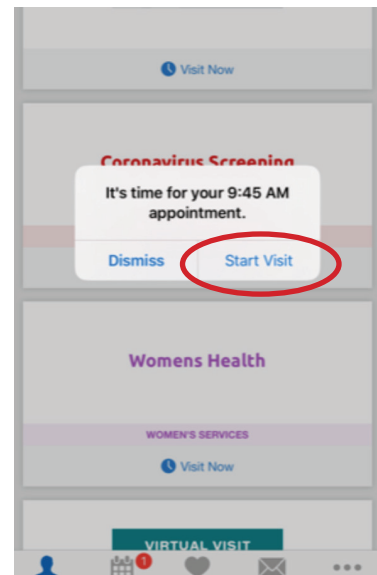 Visit Now
Coronavirus Screening
It's time for your 9:45 AM
appointment.
Dismiss
Start Visit
Womens Health
WOMEN'S SERVICES
Visit Now
VIRTUAL VISIT
1